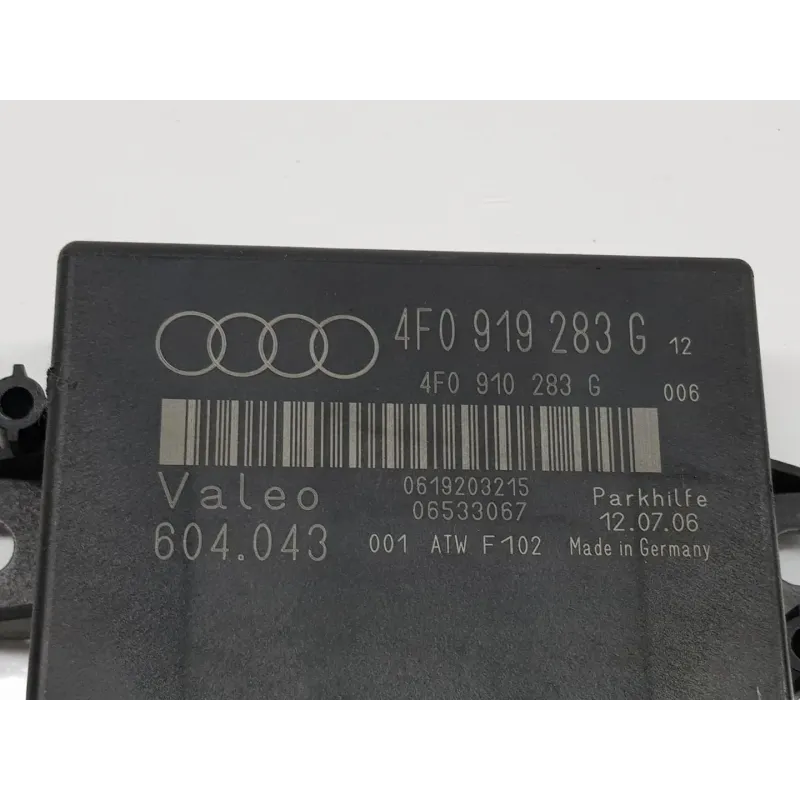 4F0 919 283 G 12
4F0 910 283 G 006
Valeo 0619203215 Parkhilfe
06533067 12.07.06
604.043 001 ATW F102 Made in Germany